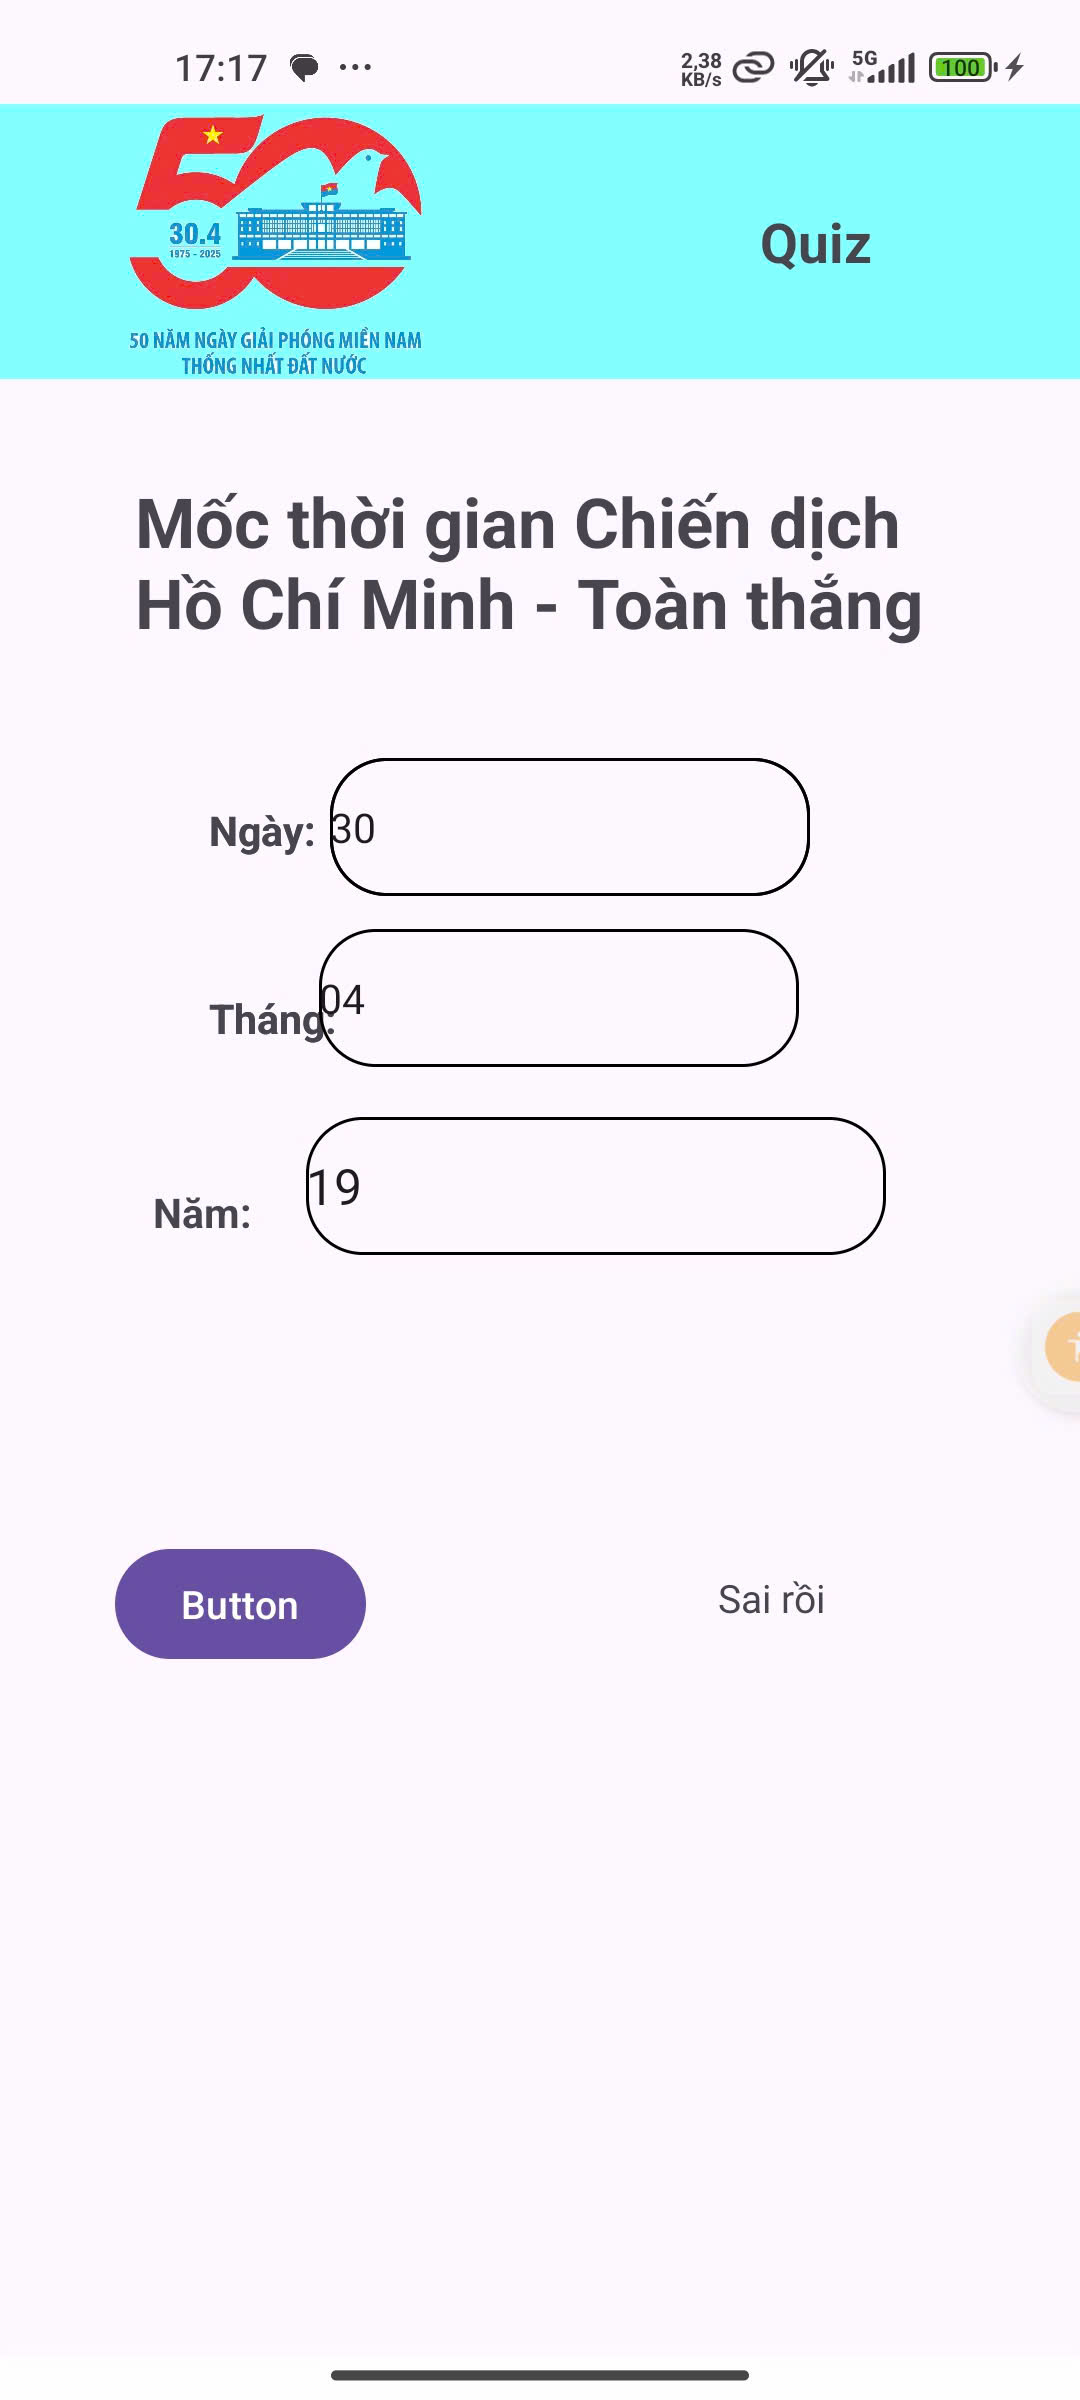 17:17
2,38
KB/s
5G
100
30.4
1975 - 2025
50 NĂM NGÀY GIẢI PHÓNG MIỀN NAM
THỐNG NHẤT ĐẤT NƯỚC
Quiz
Mốc thời gian Chiến dịch
Hồ Chí Minh - Toàn thắng
Ngày: 30
Tháng: 04
Năm: 19
Button
Sai rồi